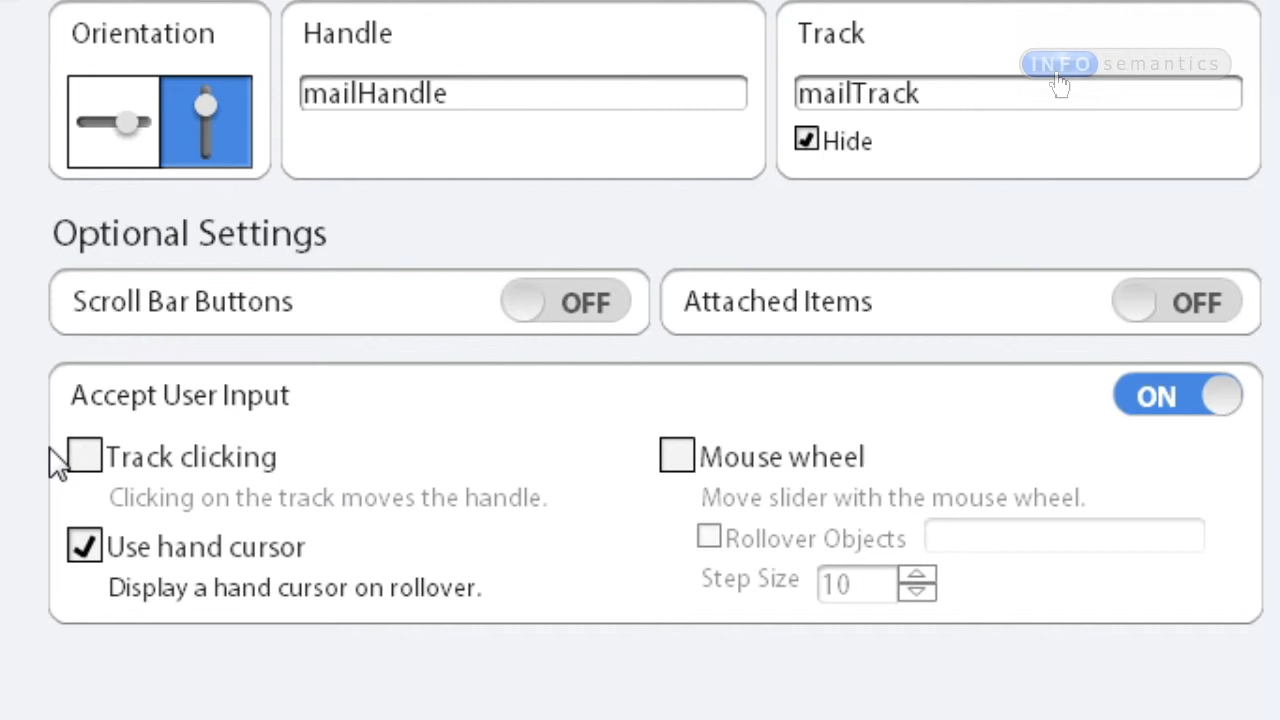 Orientation
Handle
Track
INFO semantics
mailHandle
mailTrack
Hide
Optional Settings
Scroll Bar Buttons
OFF
Attached Items
OFF
Accept User Input
ON
Track clicking
Clicking on the track moves the handle.
Use hand cursor
Display a hand cursor on rollover.
Mouse wheel
Move slider with the mouse wheel.
Rollover Objects
Step Size
10